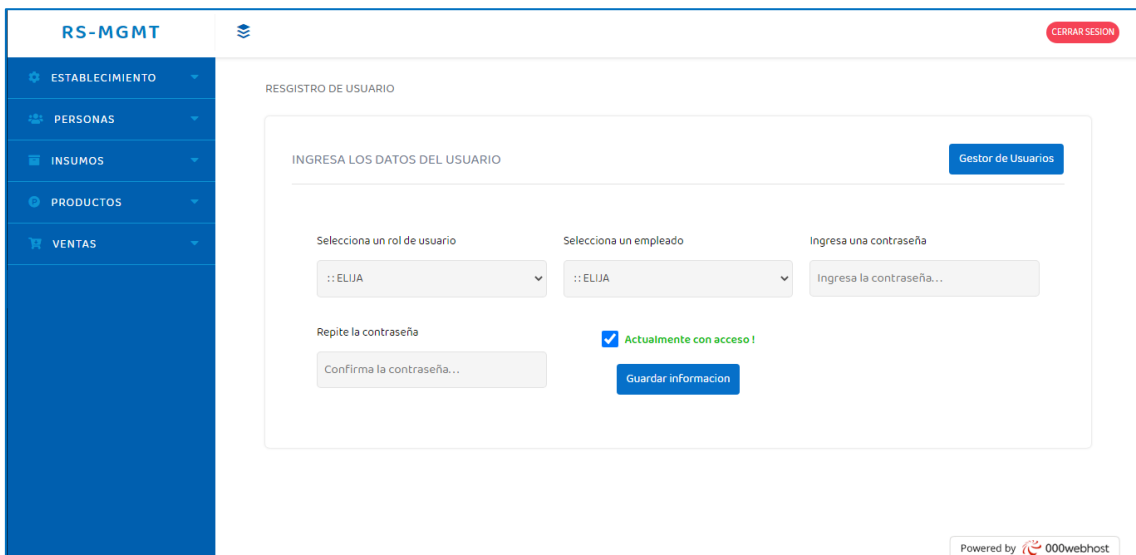 RS-MGMT
CERRAR SESION
ESTABLECIMIENTO
PERSONAS
INSUMOS
PRODUCTOS
VENTAS
RESGISTRO DE USUARIO
INGRESA LOS DATOS DEL USUARIO
Gestor de Usuarios
Selecciona un rol de usuario
Selecciona un empleado
Ingresa una contraseña
:: ELIJA
:: ELIJA
Ingresa la contraseña...
Repite la contraseña
Actualmente con acceso !
Confirma la contraseña...
Guardar informacion
Powered by 000webhost